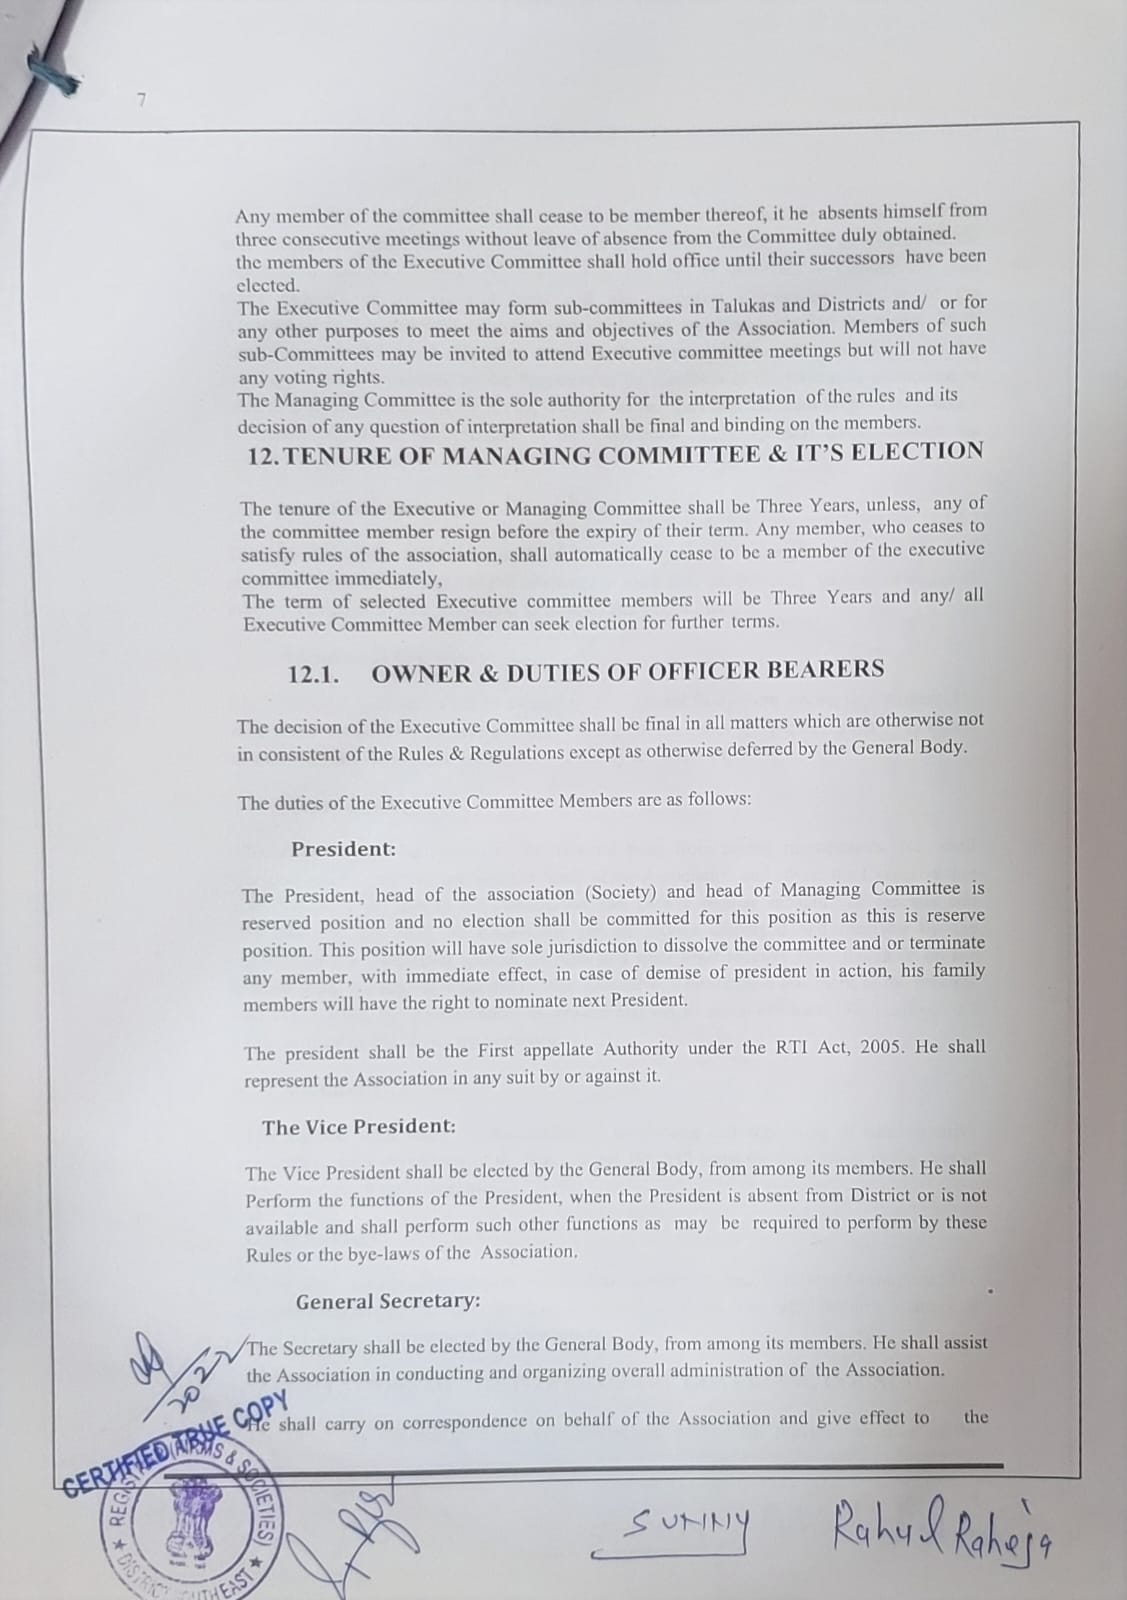 7
Any member of the committee shall cease to be member thereof, it he absents himself from
three consecutive meetings without leave of absence from the Committee duly obtained.
the members of the Executive Committee shall hold office until their successors have been
elected.
The Executive Committee may form sub-committees in Talukas and Districts and/ or for
any other purposes to meet the aims and objectives of the Association. Members of such
sub-Committees may be invited to attend Executive committee meetings but will not have
any voting rights.
The Managing Committee is the sole authority for the interpretation of the rules and its
decision of any question of interpretation shall be final and binding on the members.
12. TENURE OF MANAGING COMMITTEE & IT'S ELECTION
The tenure of the Executive or Managing Committee shall be Three Years, unless, any of
the committee member resign before the expiry of their term. Any member, who ceases to
satisfy rules of the association, shall automatically cease to be a member of the executive
committee immediately,
The term of selected Executive committee members will be Three Years and any/ all
Executive Committee Member can seek election for further terms.
12.1. OWNER & DUTIES OF OFFICER BEARERS
The decision of the Executive Committee shall be final in all matters which are otherwise not
in consistent of the Rules & Regulations except as otherwise deferred by the General Body.
The duties of the Executive Committee Members are as follows:
President:
The President, head of the association (Society) and head of Managing Committee is
reserved position and no election shall be committed for this position as this is reserve
position. This position will have sole jurisdiction to dissolve the committee and or terminate
any member, with immediate effect, in case of demise of president in action, his family
members will have the right to nominate next President.
The president shall be the First appellate Authority under the RTI Act, 2005. He shall
represent the Association in any suit by or against it.
The Vice President:
The Vice President shall be elected by the General Body, from among its members. He shall
Perform the functions of the President, when the President is absent from District or is not
available and shall perform such other functions as may be required to perform by these
Rules or the bye-laws of the Association.
General Secretary:
The Secretary shall be elected by the General Body, from among its members. He shall assist
the Association in conducting and organizing overall administration of the Association.
He shall carry on correspondence on behalf of the Association and give effect to the
2022
CERTIFIED TRUE COPY
& SOCIETIES)
SUNNY
Rahul Raheja